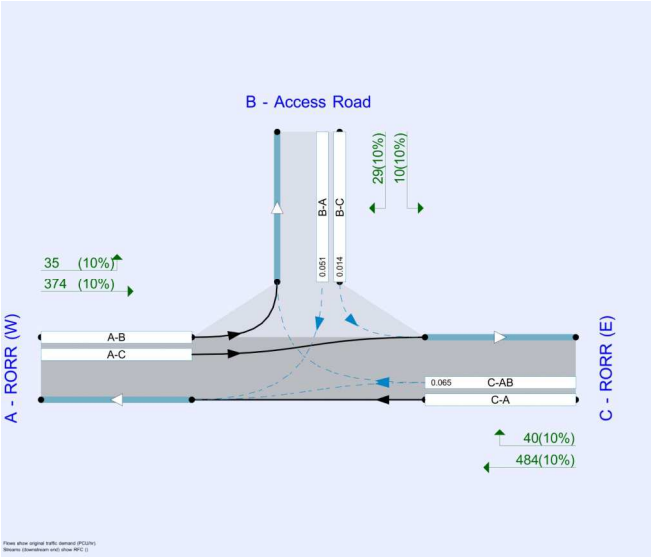 B - Access Road
29(10%)
10(10%)
B-A
B-C
0.051
0.014
35 (10%)
374 (10%)
A - RORR (W)
A-B
A-C
C - RORR (E)
0.065 C-AB
C-A
40(10%)
484(10%)
Flows show original traffic demand (PCU/hr)
Streams (downstream end) show RFC ()